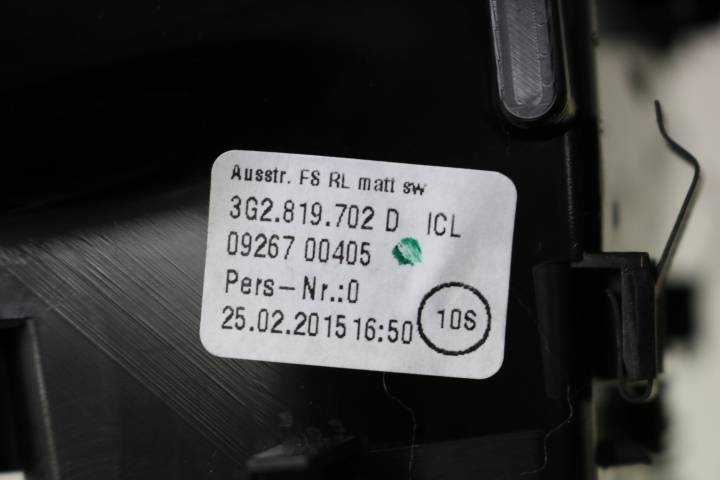 Ausstr. FS RL matt sw
3G2.819.702 D ICL
09267 00405
Pers-Nr.:0
25.02.2015 16:50 10S